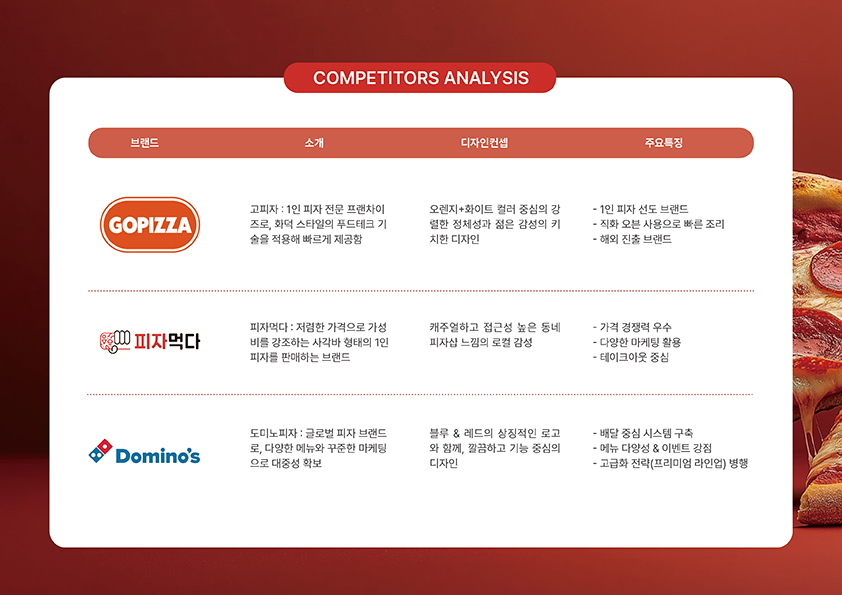 COMPETITORS ANALYSIS
브랜드 소개 디자인컨셉 주요특징
GOPIZZA
고피자 : 1인 피자 전문 프랜차이
즈로, 화덕 스타일의 푸드테크 기
술을 적용해 빠르게 제공함
오렌지+화이트 컬러 중심의 강
렬한 정체성과 젊은 감성의 키
치한 디자인
- 1인 피자 선도 브랜드
- 직화 오븐 사용으로 빠른 조리
- 해외 진출 브랜드
피자먹다
피자먹다 : 저렴한 가격으로 가성
비를 강조하는 사각바 형태의 1인
피자를 판매하는 브랜드
캐주얼하고 접근성 높은 동네
피자샵 느낌의 로컬 감성
- 가격 경쟁력 우수
- 다양한 마케팅 활용
- 테이크아웃 중심
Domino's
도미노피자 : 글로벌 피자 브랜드
로, 다양한 메뉴와 꾸준한 마케팅
으로 대중성 확보
블루 & 레드의 상징적인 로고
와 함께, 깔끔하고 기능 중심의
디자인
- 배달 중심 시스템 구축
- 메뉴 다양성 & 이벤트 강점
- 고급화 전략(프리미엄 라인업) 병행